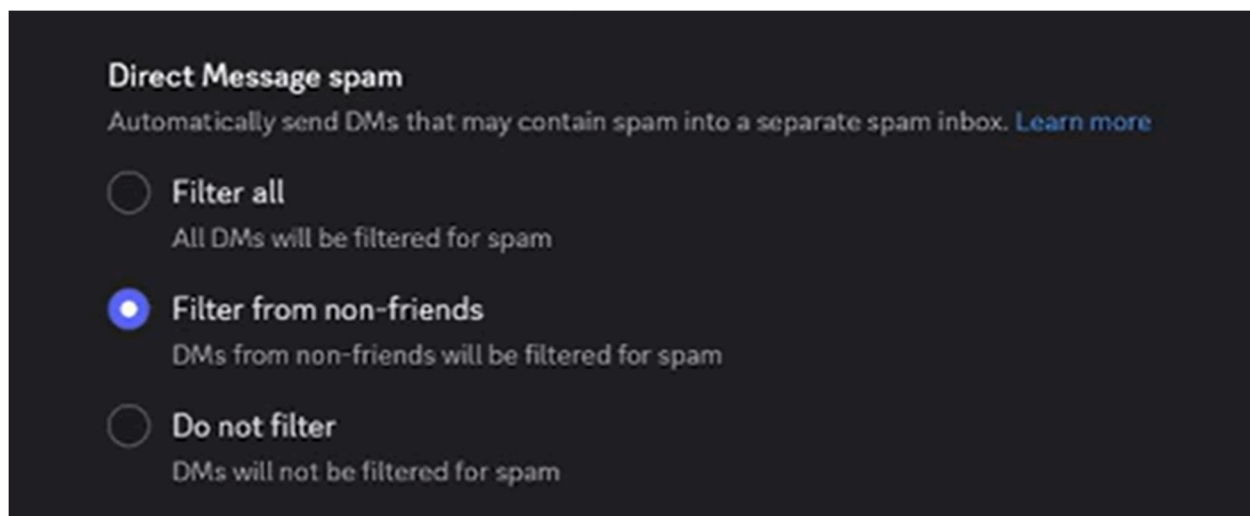 Direct Message spam
Automatically send DMs that may contain spam into a separate spam inbox. Learn more
Filter all
All DMs will be filtered for spam
Filter from non-friends
DMs from non-friends will be filtered for spam
Do not filter
DMs will not be filtered for spam